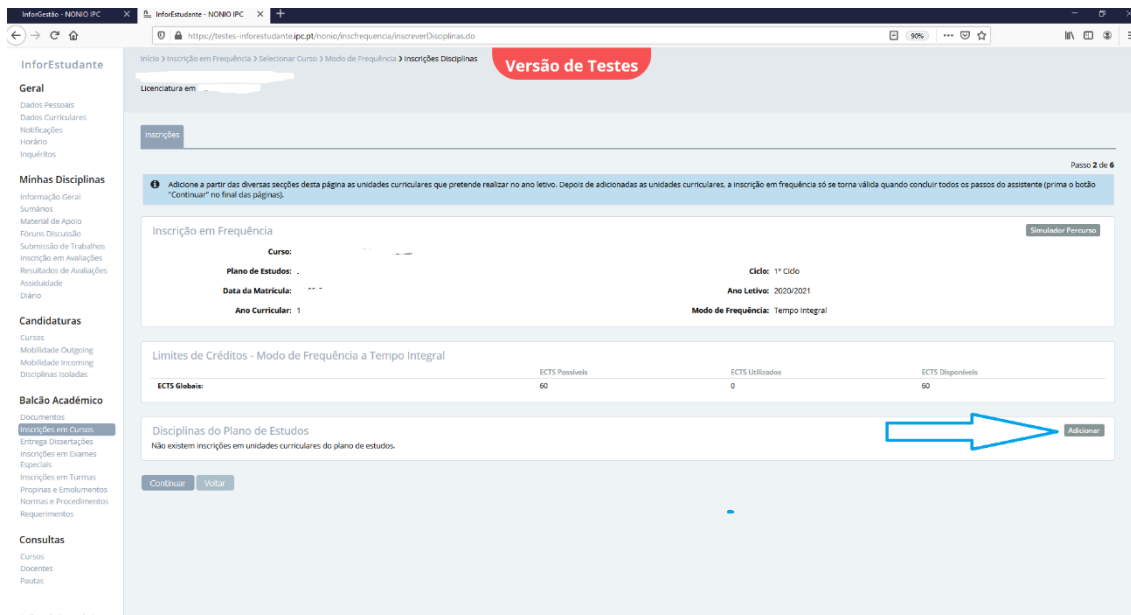 InforGestão - NONIO IPC
InforEstudante - NONIO IPC
https://testes-inforestudante.ipc.pt/nonio/inscfrequencia/inscreverDisciplinas.do
90%
InforEstudante
Geral
Dados Pessoais
Dados Curriculares
Notificações
Horário
Inquéritos
Minhas Disciplinas
Informação Geral
Sumários
Material de Apoio
Fóruns Discussão
Submissão de Trabalhos
Inscrição em Avaliações
Resultados de Avaliações
Assiduidade
Diário
Candidaturas
Cursos
Mobilidade Outgoing
Mobilidade Incoming
Disciplinas Isoladas
Balcão Académico
Documentos
Inscrições em Cursos
Entrega Dissertações
Inscrições em Exames
Especiais
Inscrições em Turmas
Propinas e Emolumentos
Normas e Procedimentos
Requerimentos
Consultas
Cursos
Docentes
Pautas
Início > Inscrição em Frequência > Selecionar Curso > Modo de Frequência > Inscrições Disciplinas
Versão de Testes
Licenciatura em
Inscrições
Passo 2 de 6
Adicione a partir das diversas secções desta página as unidades curriculares que pretende realizar no ano letivo. Depois de adicionadas as unidades curriculares, a inscrição em frequência só se torna válida quando concluir todos os passos do assistente (prima o botão
"Continuar" no final das páginas).
Inscrição em Frequência
Simulador Percurso
Curso:
Plano de Estudos:
Ciclo: 1º Ciclo
Data da Matrícula:
Ano Letivo: 2020/2021
Ano Curricular: 1
Modo de Frequência: Tempo Integral
Limites de Créditos - Modo de Frequência a Tempo Integral
ECTS Possíveis ECTS Utilizados ECTS Disponíveis
ECTS Globais: 60 0 60
Disciplinas do Plano de Estudos
Adicionar
Não existem inscrições em unidades curriculares do plano de estudos.
Continuar Voltar